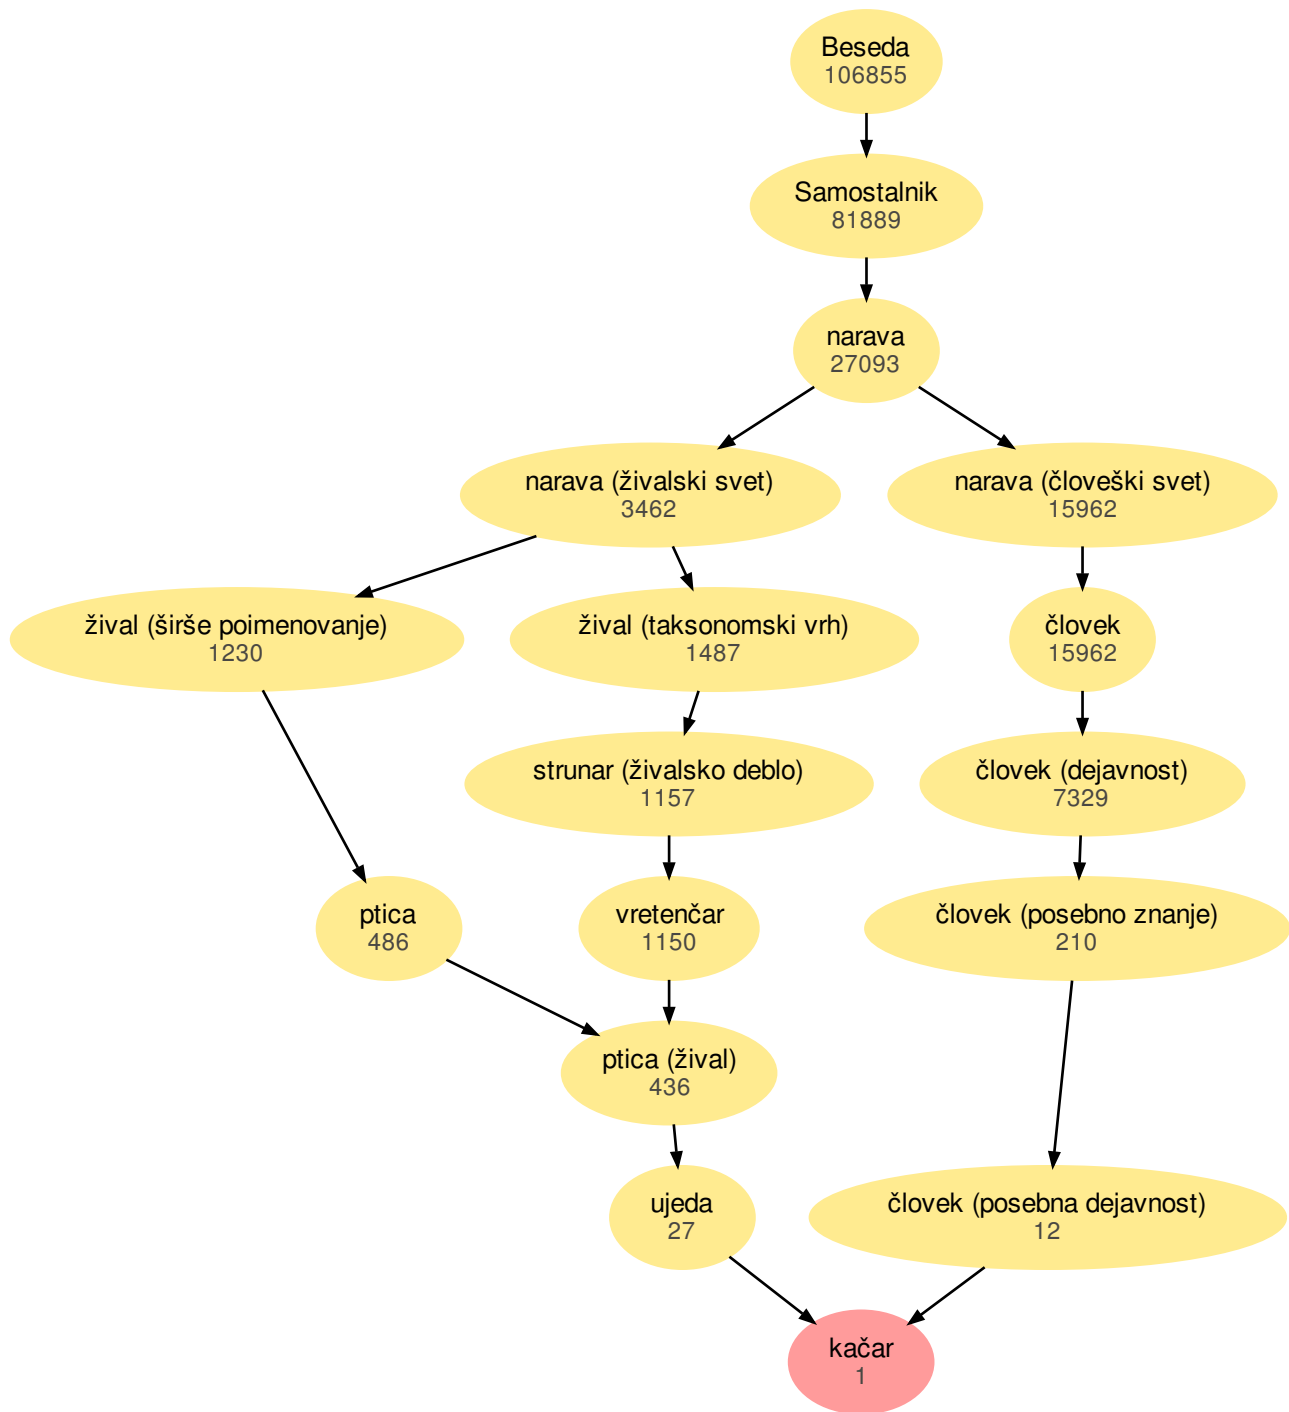 Beseda
106855
Samostalnik
81889
narava
27093
narava (živalski svet)
3462
narava (človeški svet)
15962
žival (širše poimenovanje)
1230
žival (taksonomski vrh)
1487
človek
15962
strunar (živalsko deblo)
1157
človek (dejavnost)
7329
ptica
486
vretenčar
1150
človek (posebno znanje)
210
ptica (žival)
436
ujeda
27
človek (posebna dejavnost)
12
kačar
1